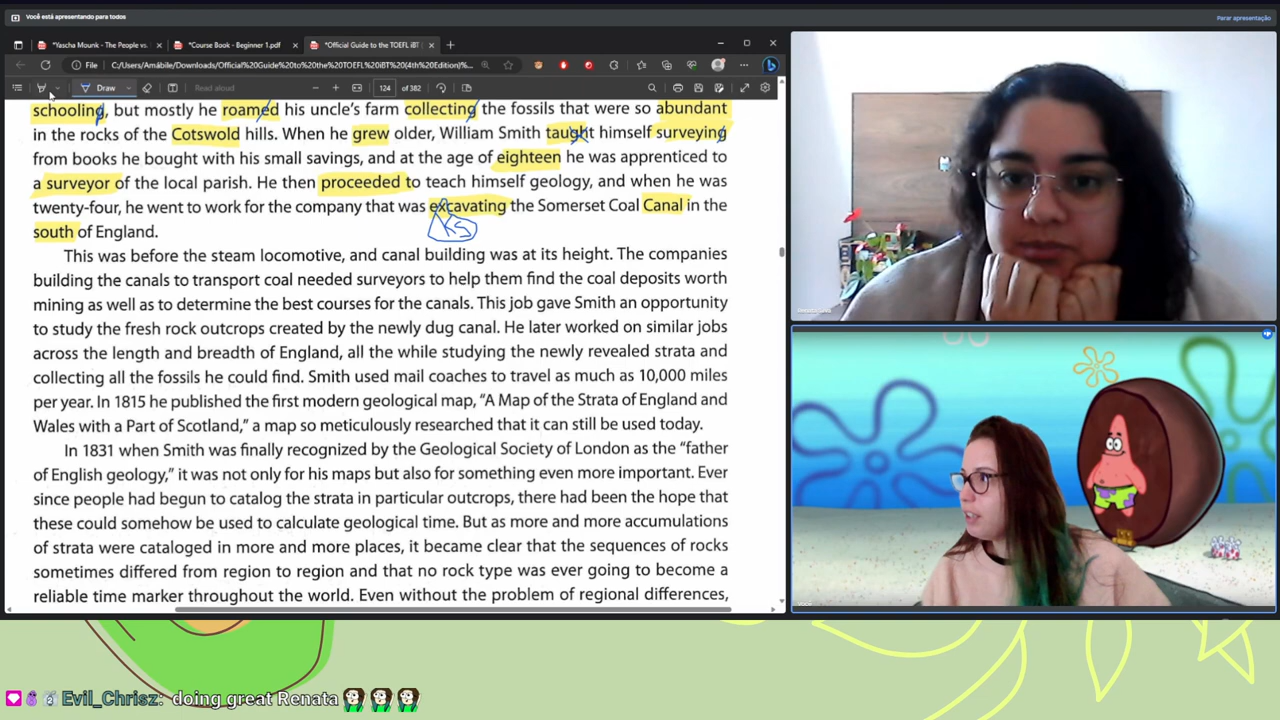 Você está apresentando para todos
Parar apresentação
*Yascha Mounk - The People vs.
*Course Book - Beginner 1.pdf
*Official Guide to the TOEFL iBT
File
C:/Users/Amábile/Downloads/Official%20Guide%20to%20the%20TOEFL%20iBT%20(4th%20Edition)%...
Draw
Read aloud
124 of 382
schooling, but mostly he roamed his uncle's farm collecting the fossils that were so abundant
in the rocks of the Cotswold hills. When he grew older, William Smith taught himself surveying
from books he bought with his small savings, and at the age of eighteen he was apprenticed to
a surveyor of the local parish. He then proceeded to teach himself geology, and when he was
twenty-four, he went to work for the company that was excavating the Somerset Coal Canal in the
KS
south of England.
This was before the steam locomotive, and canal building was at its height. The companies
building the canals to transport coal needed surveyors to help them find the coal deposits worth
mining as well as to determine the best courses for the canals. This job gave Smith an opportunity
to study the fresh rock outcrops created by the newly dug canal. He later worked on similar jobs
across the length and breadth of England, all the while studying the newly revealed strata and
collecting all the fossils he could find. Smith used mail coaches to travel as much as 10,000 miles
per year. In 1815 he published the first modern geological map, "A Map of the Strata of England and
Wales with a Part of Scotland," a map so meticulously researched that it can still be used today.
In 1831 when Smith was finally recognized by the Geological Society of London as the "father
of English geology," it was not only for his maps but also for something even more important. Ever
since people had begun to catalog the strata in particular outcrops, there had been the hope that
these could somehow be used to calculate geological time. But as more and more accumulations
of strata were cataloged in more and more places, it became clear that the sequences of rocks
sometimes differed from region to region and that no rock type was ever going to become a
reliable time marker throughout the world. Even without the problem of regional differences,
Evil_Chrisz: doing great Renata